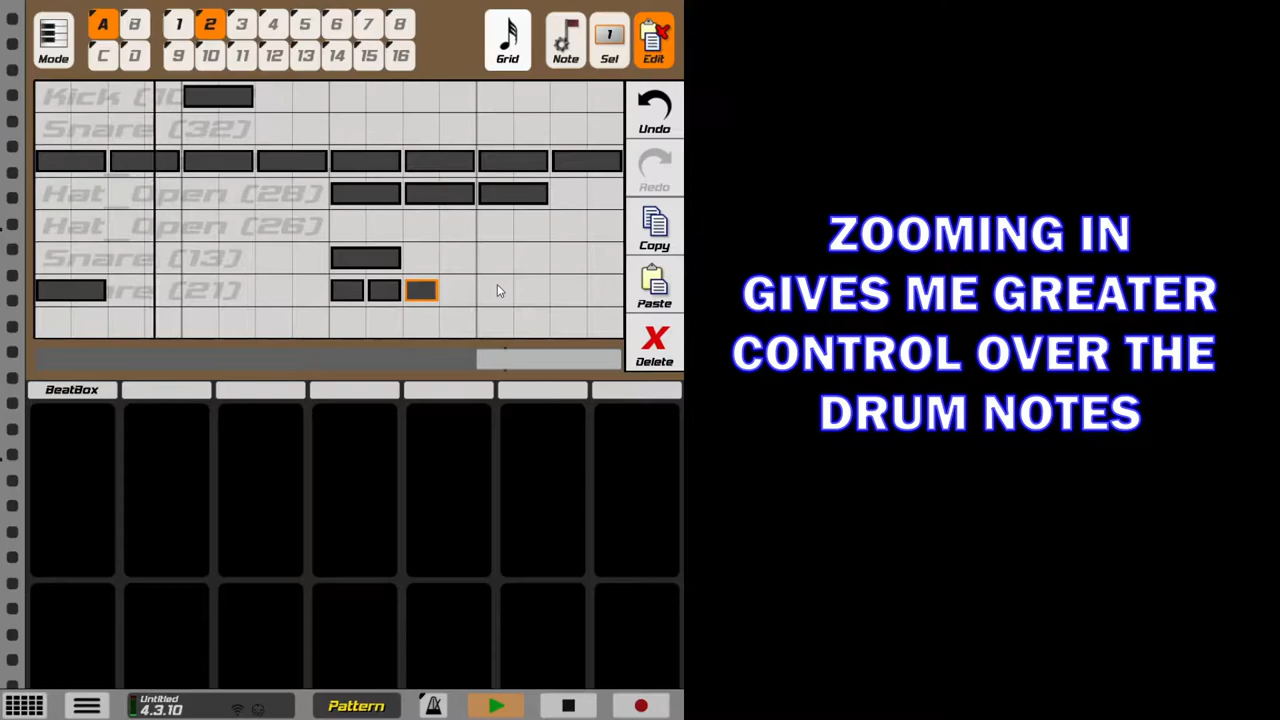 A B 1 2 3 4 5 6 7 8
Mode C D 9 10 11 12 13 14 15 16 Grid Note 1 Sel Edit
Kick
Snare (32)
Hat_Open (28)
Hat_Open (26)
Snare (13)
(21)
Undo
Redo
Copy
Paste
X
Delete
BeatBox
Untitled
4.3.10
Pattern
ZOOMING IN
GIVES ME GREATER
CONTROL OVER THE
DRUM NOTES